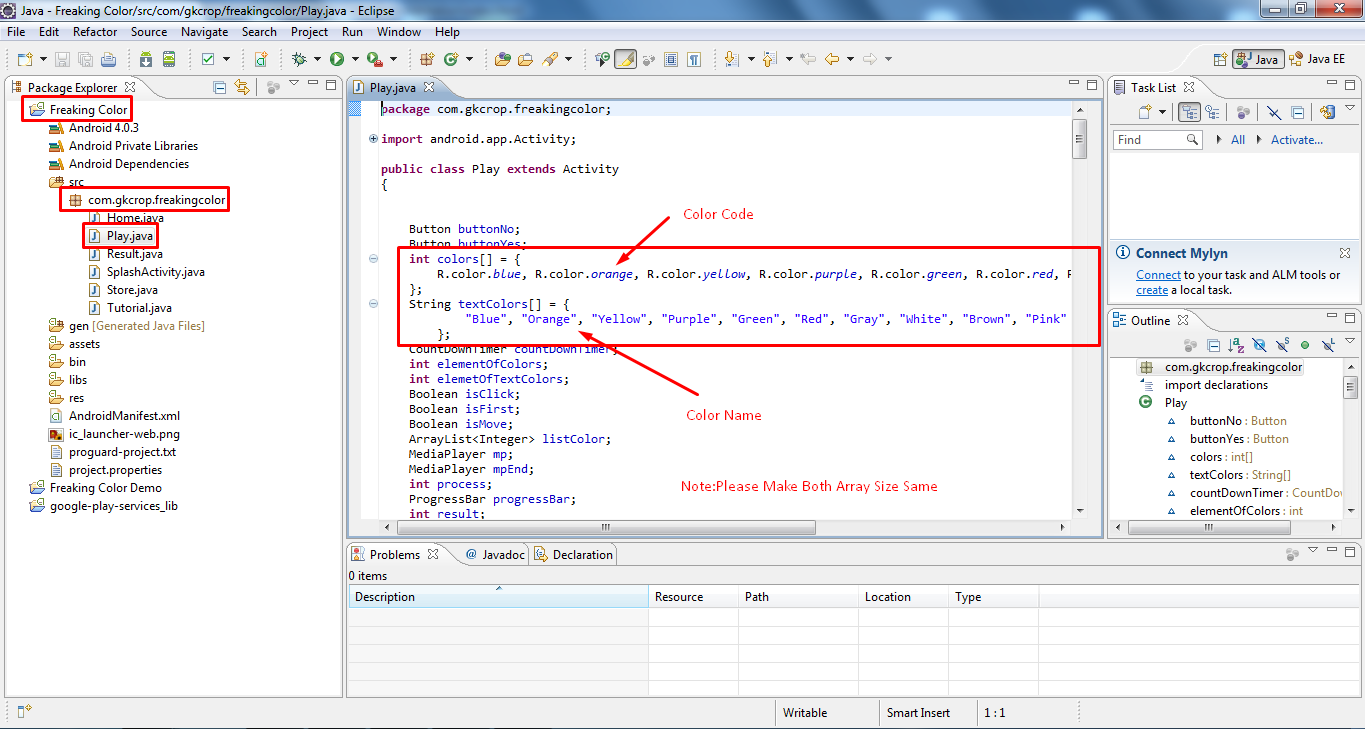 Java - Freaking Color/src/com/gkcrop/freakingcolor/Play.java - Eclipse
File Edit Refactor Source Navigate Search Project Run Window Help
Java Java EE
Package Explorer
Freaking Color
Android 4.0.3
Android Private Libraries
Android Dependencies
src
com.gkcrop.freakingcolor
Home.java
Play.java
Result.java
SplashActivity.java
Store.java
Tutorial.java
gen [Generated Java Files]
assets
bin
libs
res
AndroidManifest.xml
ic_launcher-web.png
proguard-project.txt
project.properties
Freaking Color Demo
google-play-services_lib
Play.java
package com.gkcrop.freakingcolor;
import android.app.Activity;
public class Play extends Activity
{
Color Code
Button buttonNo;
Button buttonYes;
int colors[] = {
R.color.blue, R.color.orange, R.color.yellow, R.color.purple, R.color.green, R.color.red, R
};
String textColors[] = {
"Blue", "Orange", "Yellow", "Purple", "Green", "Red", "Gray", "White", "Brown", "Pink"
};
CountDownTimer countDownTimer;
int elementOfColors;
int elemetOfTextColors;
Boolean isClick;
Boolean isFirst;
Color Name
Boolean isMove;
ArrayList<Integer> listColor;
MediaPlayer mp;
MediaPlayer mpEnd;
int process;
Note:Please Make Both Array Size Same
ProgressBar progressBar;
int result;
Task List
Find All Activate...
Connect Mylyn
Connect to your task and ALM tools or
create a local task.
Outline
com.gkcrop.freakingcolor
import declarations
Play
buttonNo : Button
buttonYes : Button
colors : int[]
textColors : String[]
countDownTimer : CountDov
elementOfColors : int
Problems Javadoc Declaration
0 items
Description Resource Path Location Type
Writable Smart Insert 1 : 1